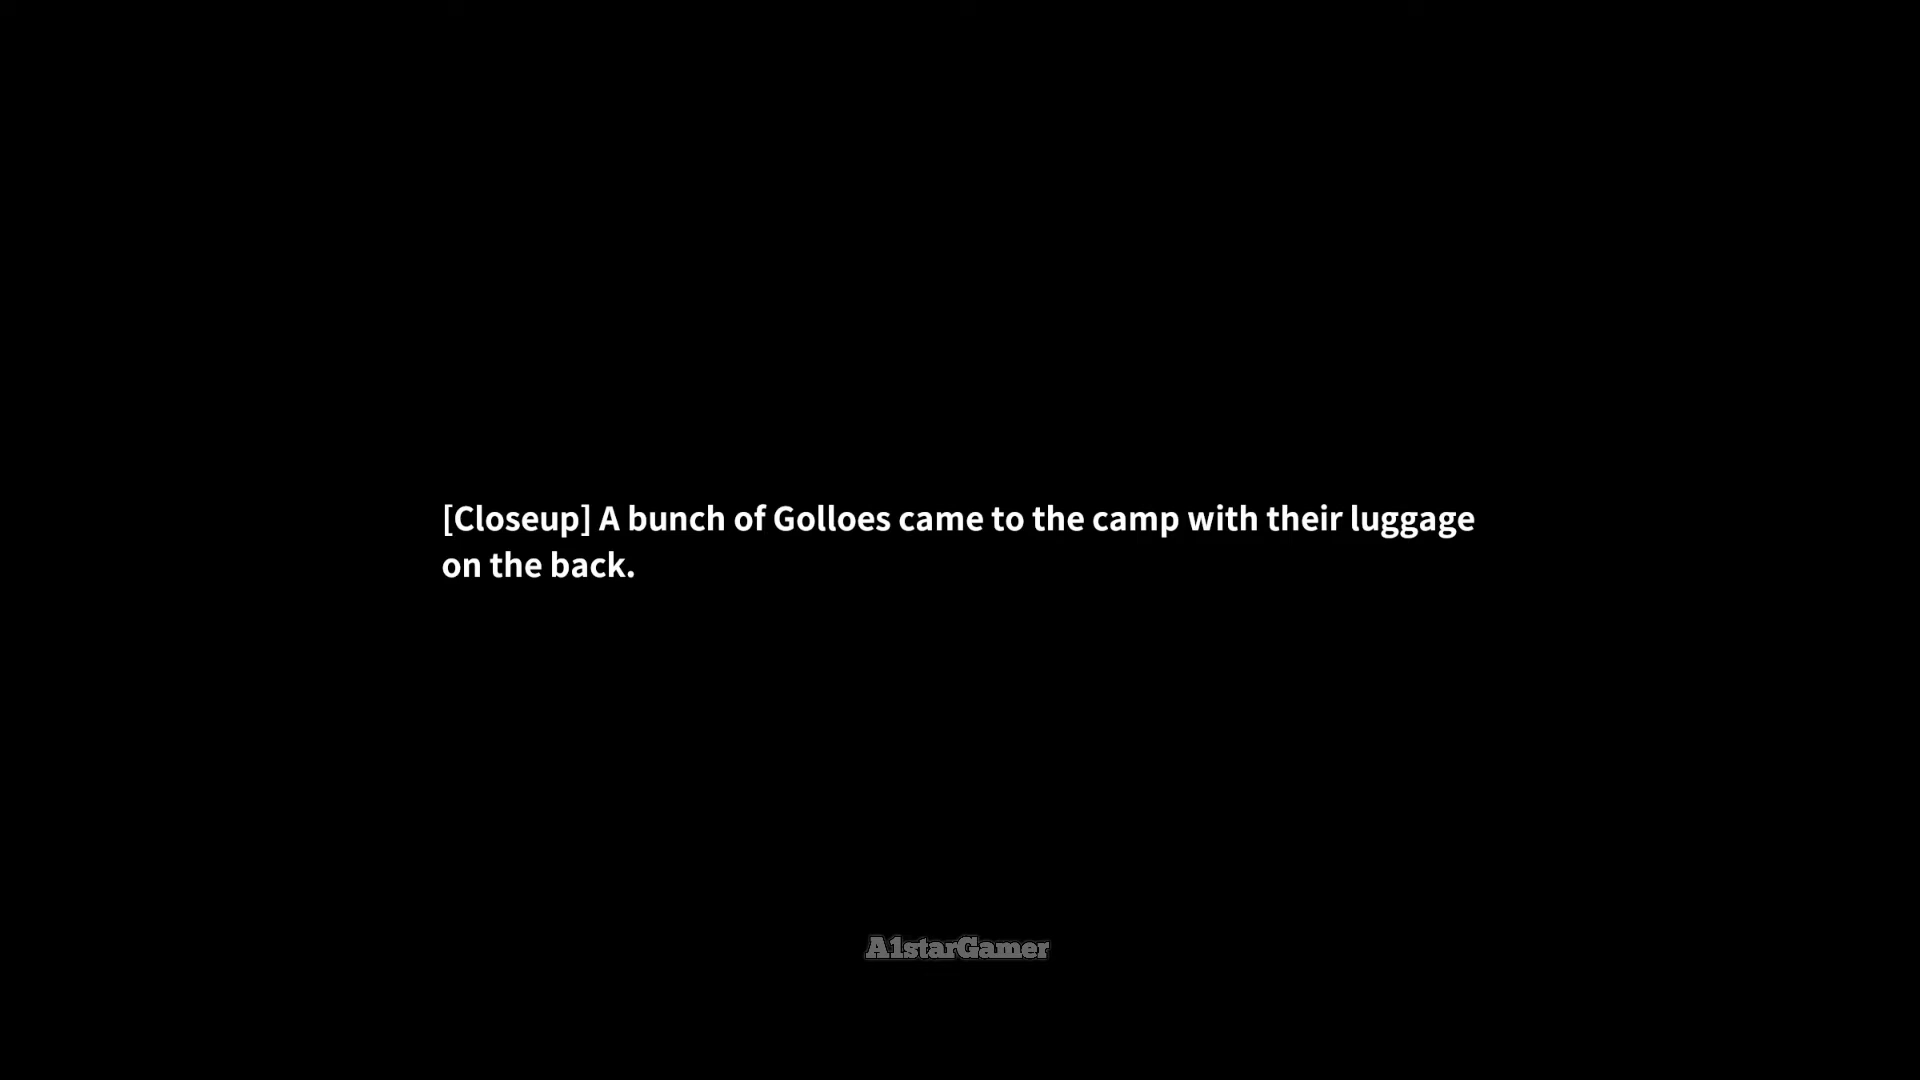 [Closeup] A bunch of Golloes came to the camp with their luggage
on the back.
A1starGamer